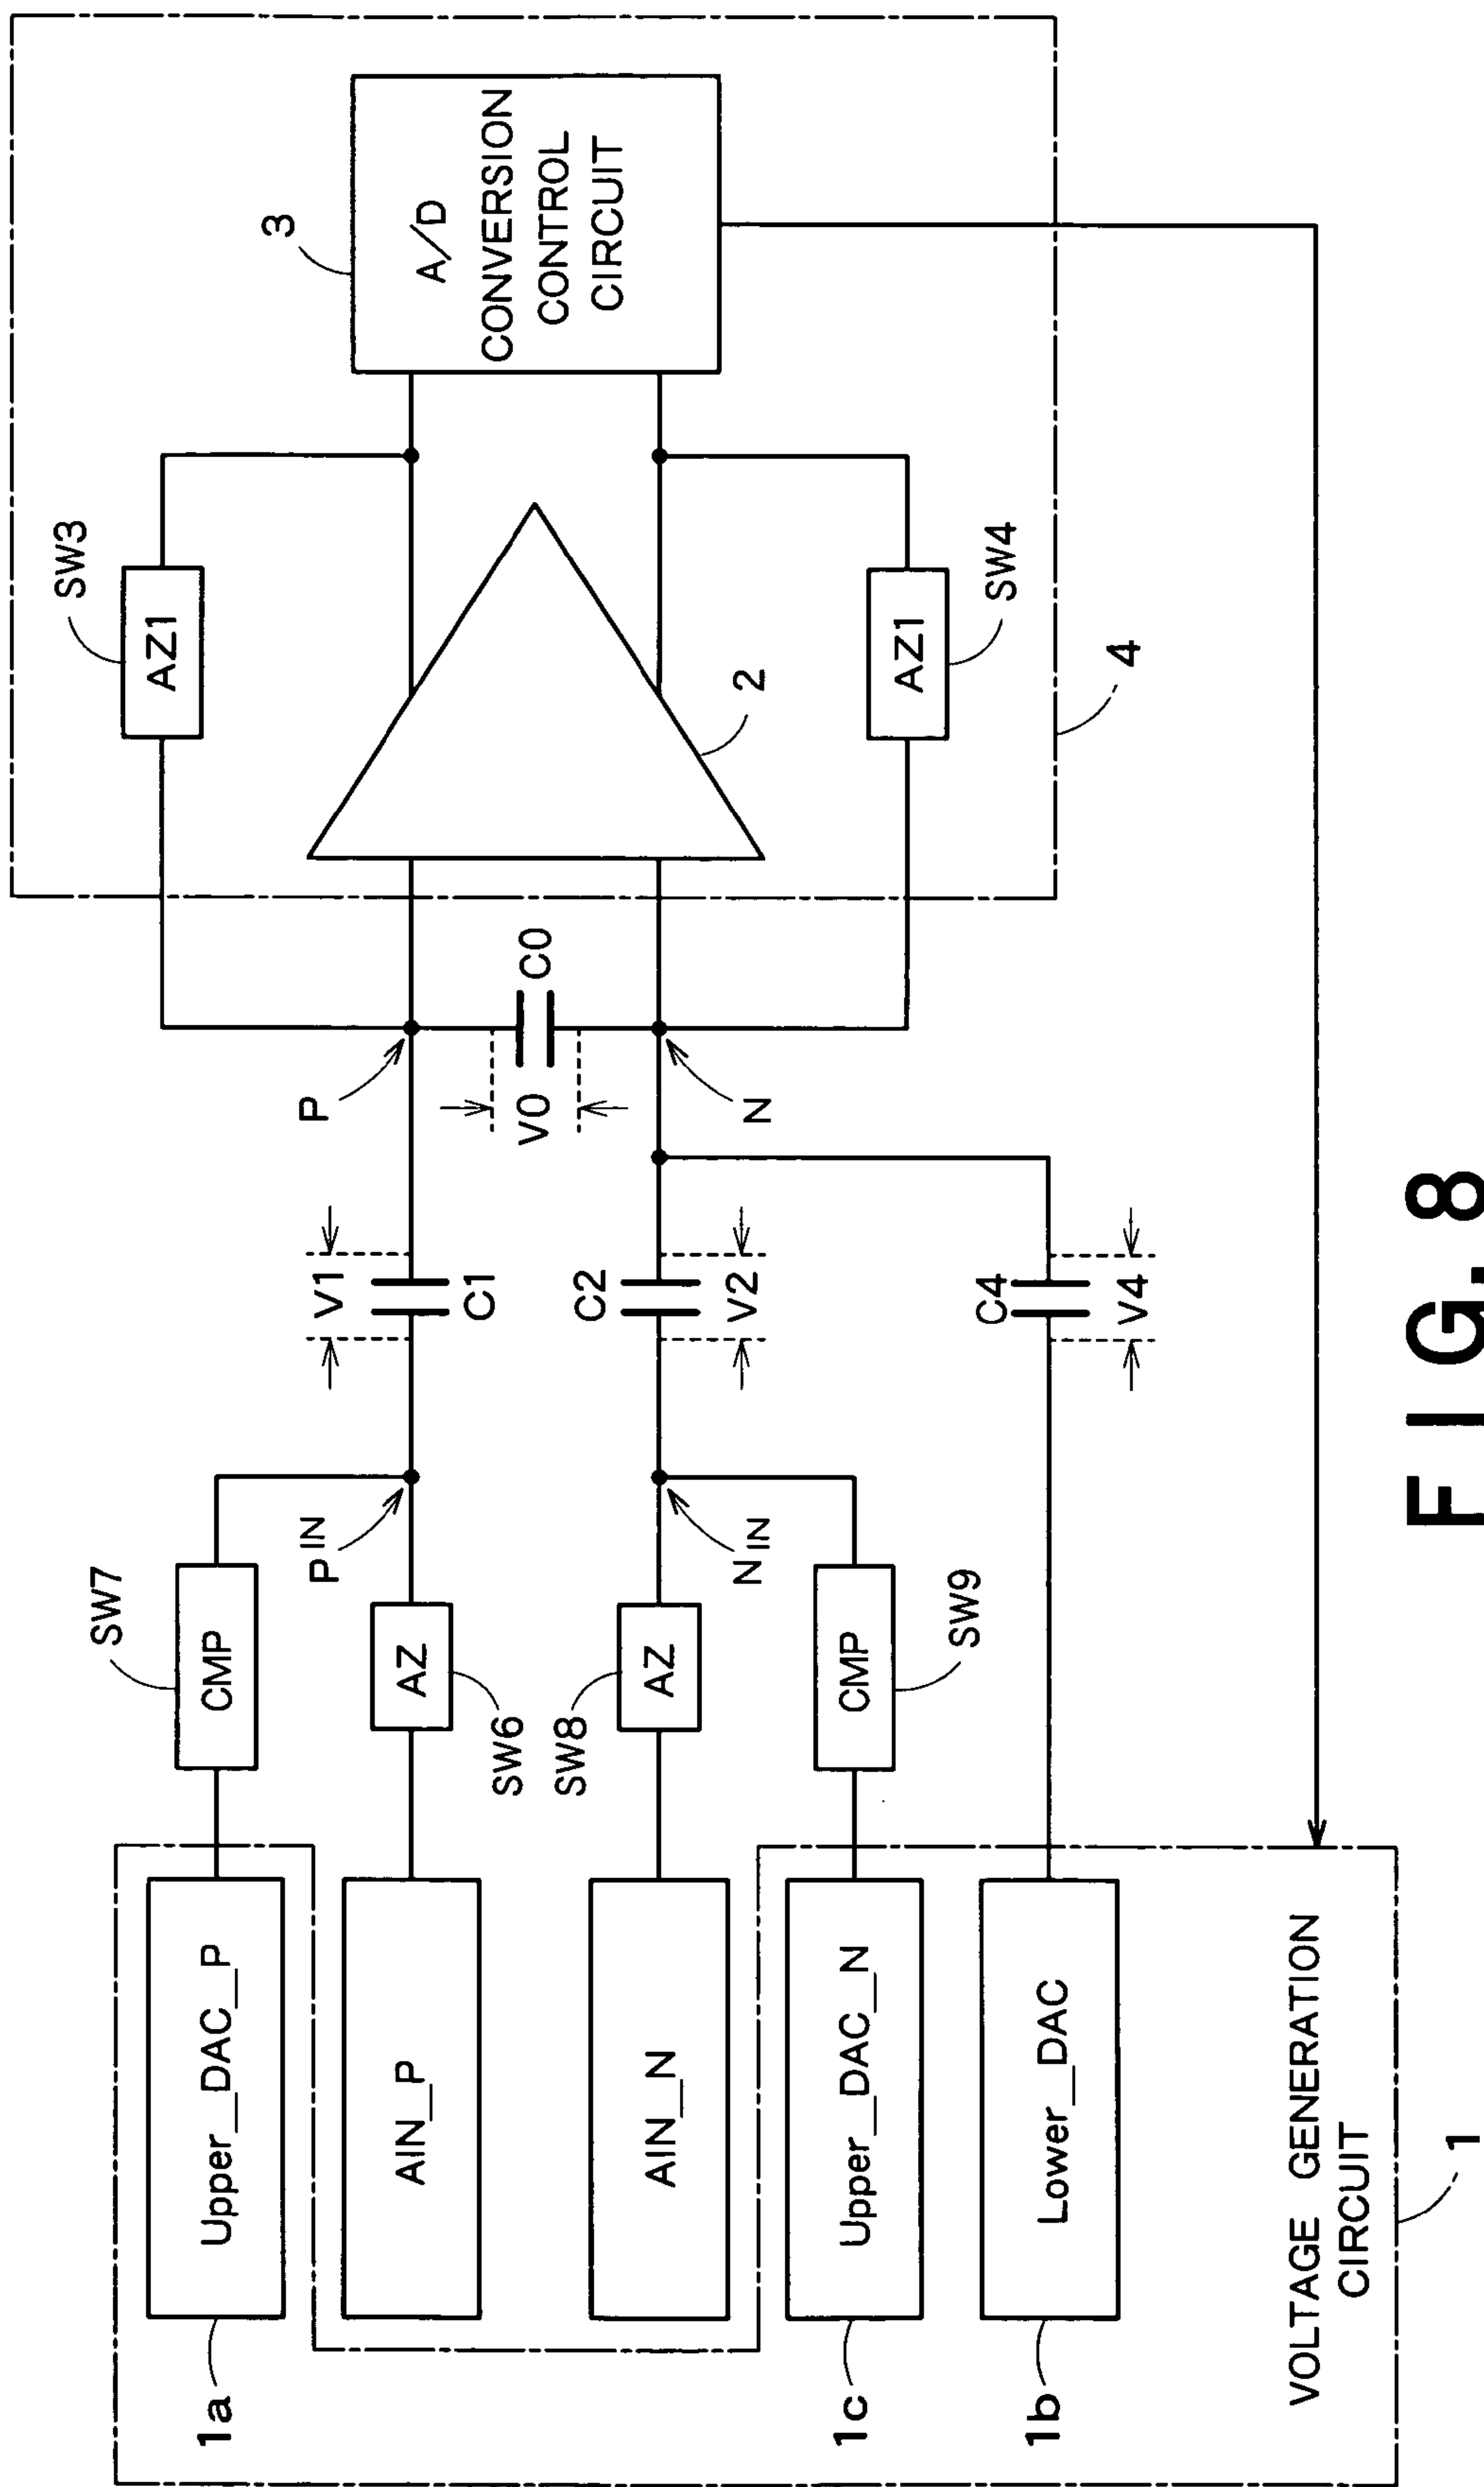 3
A/D
CONVERSION
CONTROL
CIRCUIT
SW3
AZ1
2
AZ1
SW4
4
P
V0
C0
N
V1
C1
C2
V2
C4
V4
SW7
CMP
PIN
AZ
SW6
SW8
AZ
NIN
CMP
SW9
Upper_DAC_P
1a
AIN_P
AIN_N
Upper_DAC_N
1c
Lower_DAC
1b
VOLTAGE GENERATION
CIRCUIT
1
FIG. 8